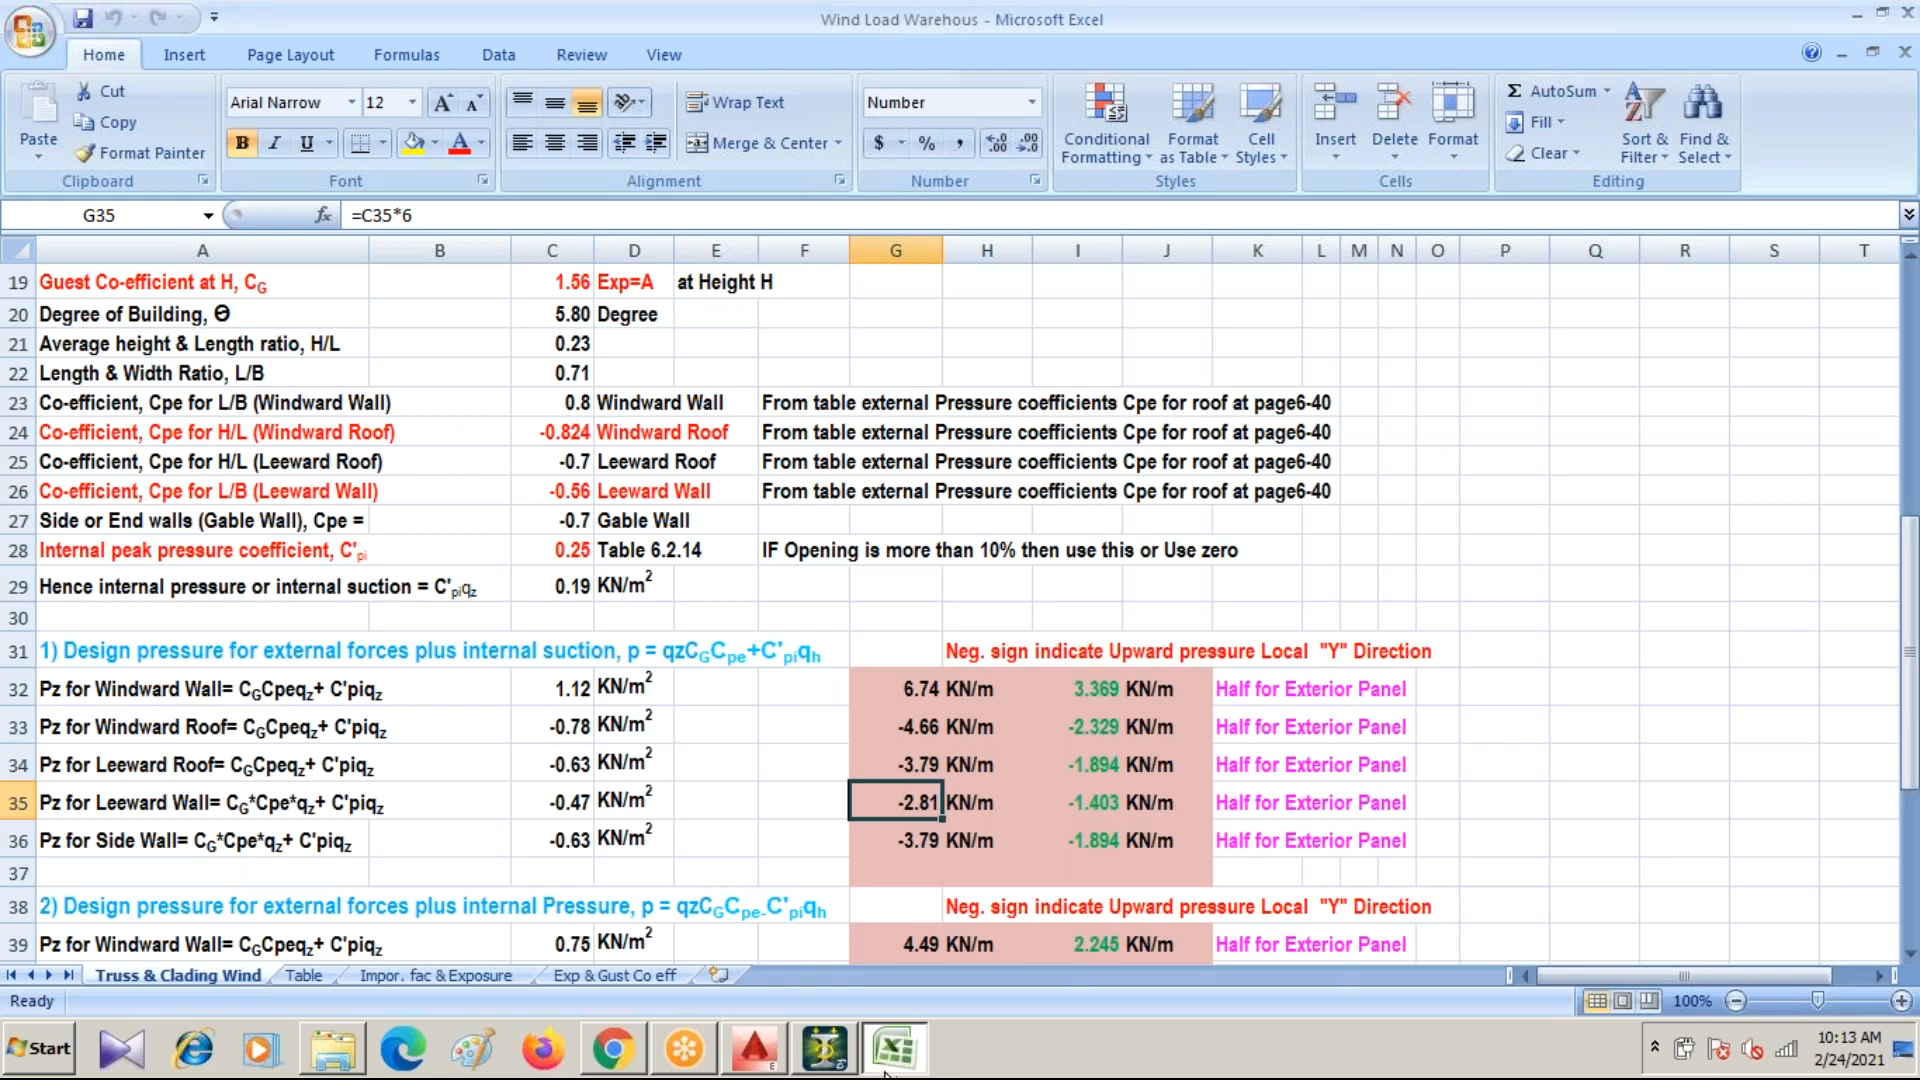 Wind Load Warehous - Microsoft Excel
Home Insert Page Layout Formulas Data Review View
Paste Cut Copy Format Painter Clipboard
Arial Narrow 12 B I U A Font
Wrap Text Merge & Center Alignment
Number $ % , Number
Conditional Formatting Format as Table Cell Styles Styles
Insert Delete Format Cells
Σ AutoSum Fill Clear Sort & Filter Find & Select Editing
G35 fx =C35*6
A B C D E F G H I J K L M N O P Q R S T
19 Guest Co-efficient at H, CG 1.56 Exp=A at Height H
20 Degree of Building, Ө 5.80 Degree
21 Average height & Length ratio, H/L 0.23
22 Length & Width Ratio, L/B 0.71
23 Co-efficient, Cpe for L/B (Windward Wall) 0.8 Windward Wall From table external Pressure coefficients Cpe for roof at page6-40
24 Co-efficient, Cpe for H/L (Windward Roof) -0.824 Windward Roof From table external Pressure coefficients Cpe for roof at page6-40
25 Co-efficient, Cpe for H/L (Leeward Roof) -0.7 Leeward Roof From table external Pressure coefficients Cpe for roof at page6-40
26 Co-efficient, Cpe for L/B (Leeward Wall) -0.56 Leeward Wall From table external Pressure coefficients Cpe for roof at page6-40
27 Side or End walls (Gable Wall), Cpe = -0.7 Gable Wall
28 Internal peak pressure coefficient, C'pi 0.25 Table 6.2.14 IF Opening is more than 10% then use this or Use zero
29 Hence internal pressure or internal suction = C'piqz 0.19 KN/m2
30
31 1) Design pressure for external forces plus internal suction, p = qzCGCpe+C'piqh Neg. sign indicate Upward pressure Local "Y" Direction
32 Pz for Windward Wall= CGCpeqz+ C'piqz 1.12 KN/m2 6.74 KN/m 3.369 KN/m Half for Exterior Panel
33 Pz for Windward Roof= CGCpeqz+ C'piqz -0.78 KN/m2 -4.66 KN/m -2.329 KN/m Half for Exterior Panel
34 Pz for Leeward Roof= CGCpeqz+ C'piqz -0.63 KN/m2 -3.79 KN/m -1.894 KN/m Half for Exterior Panel
35 Pz for Leeward Wall= CG*Cpe*qz+ C'piqz -0.47 KN/m2 -2.81 KN/m -1.403 KN/m Half for Exterior Panel
36 Pz for Side Wall= CG*Cpe*qz+ C'piqz -0.63 KN/m2 -3.79 KN/m -1.894 KN/m Half for Exterior Panel
37
38 2) Design pressure for external forces plus internal Pressure, p = qzCGCpe-C'piqh Neg. sign indicate Upward pressure Local "Y" Direction
39 Pz for Windward Wall= CGCpeqz+ C'piqz 0.75 KN/m2 4.49 KN/m 2.245 KN/m Half for Exterior Panel
Truss & Clading Wind Table Impor. fac & Exposure Exp & Gust Co eff
Ready 100%
Start 10:13 AM
2/24/2021